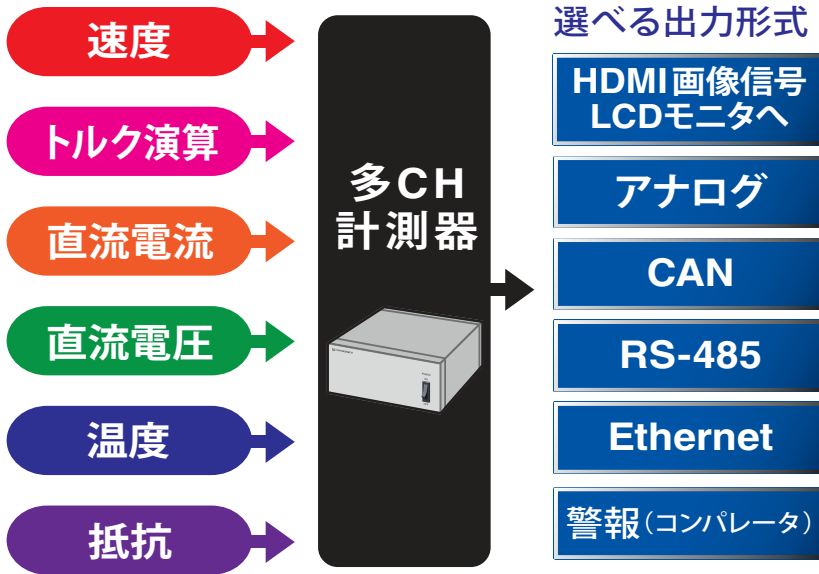 速度
トルク演算
直流電流
直流電圧
温度
抵抗
多CH
計測器
選べる出力形式
HDMI画像信号
LCDモニタへ
アナログ
CAN
RS-485
Ethernet
警報(コンパレータ)